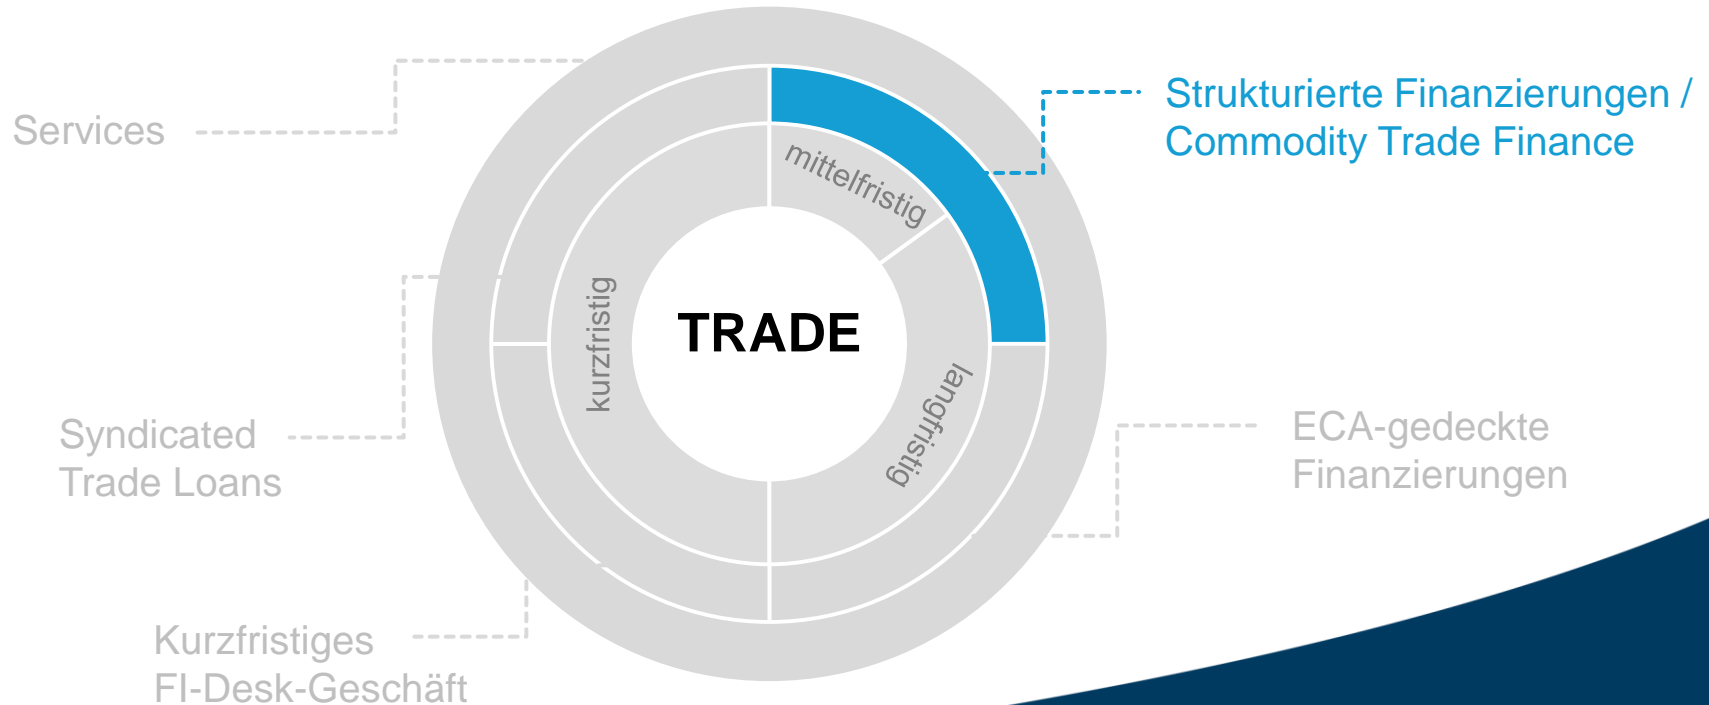 Services
Strukturierte Finanzierungen /
Commodity Trade Finance
mittelfristig
kurzfristig
TRADE
langfristig
Syndicated
Trade Loans
ECA-gedeckte
Finanzierungen
Kurzfristiges
FI-Desk-Geschäft